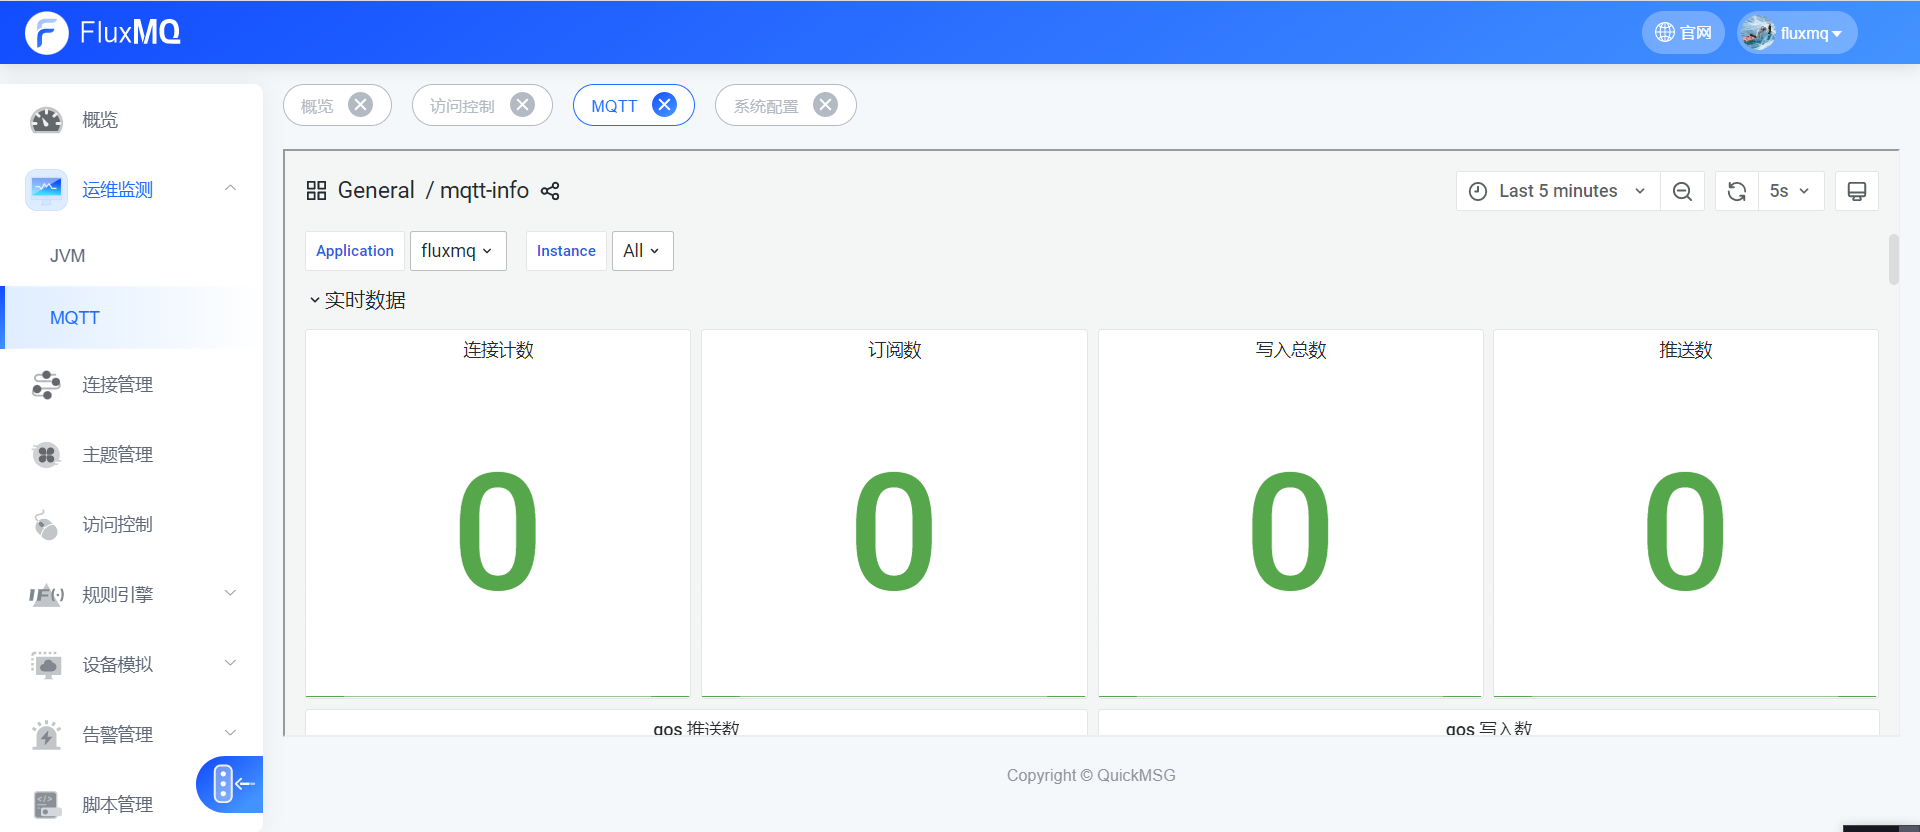 FluxMQ
官网
fluxmq
概览
运维监测
JVM
MQTT
连接管理
主题管理
访问控制
规则引擎
设备模拟
告警管理
脚本管理
概览
访问控制
MQTT
系统配置
General / mqtt-info
Last 5 minutes
5s
Application
fluxmq
Instance
All
实时数据
连接计数
订阅数
写入总数
推送数
0
0
0
0
qos 推送数
qos 写入数
Copyright © QuickMSG